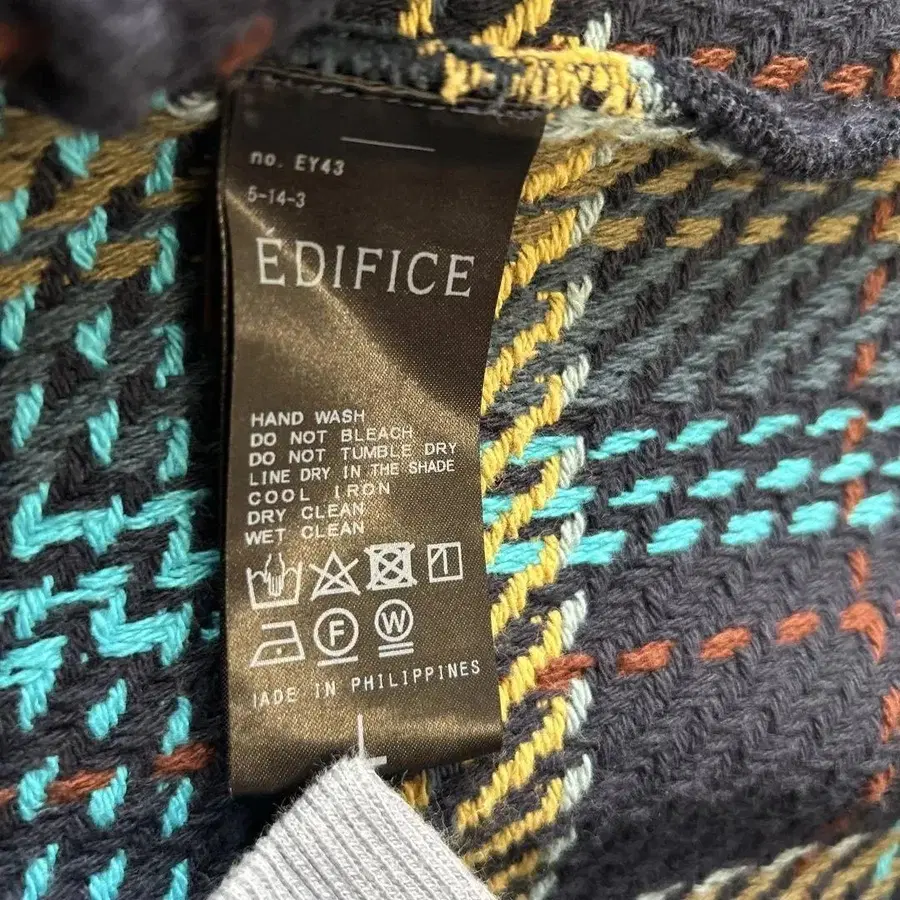 no. EY43
5-14-3
ÉDIFICE
HAND WASH
DO NOT BLEACH
DO NOT TUMBLE DRY
LINE DRY IN THE SHADE
COOL IRON
DRY CLEAN
WET CLEAN
F W
MADE IN PHILIPPINES